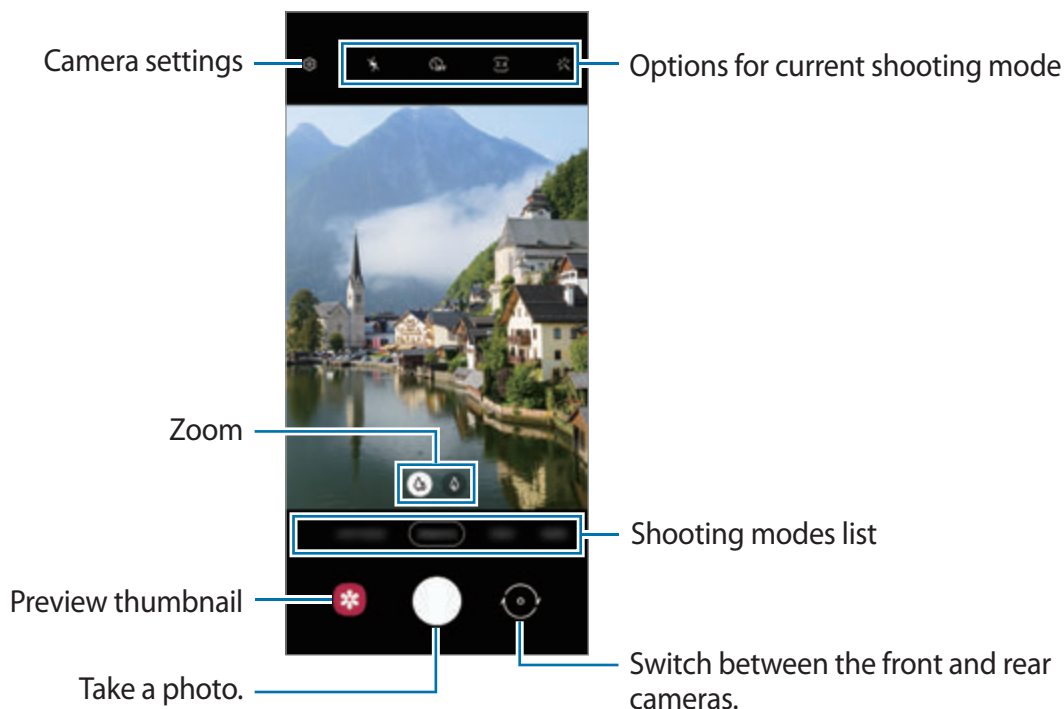 Camera settings
Options for current shooting mode
Zoom
Shooting modes list
Preview thumbnail
Take a photo.
Switch between the front and rear
cameras.